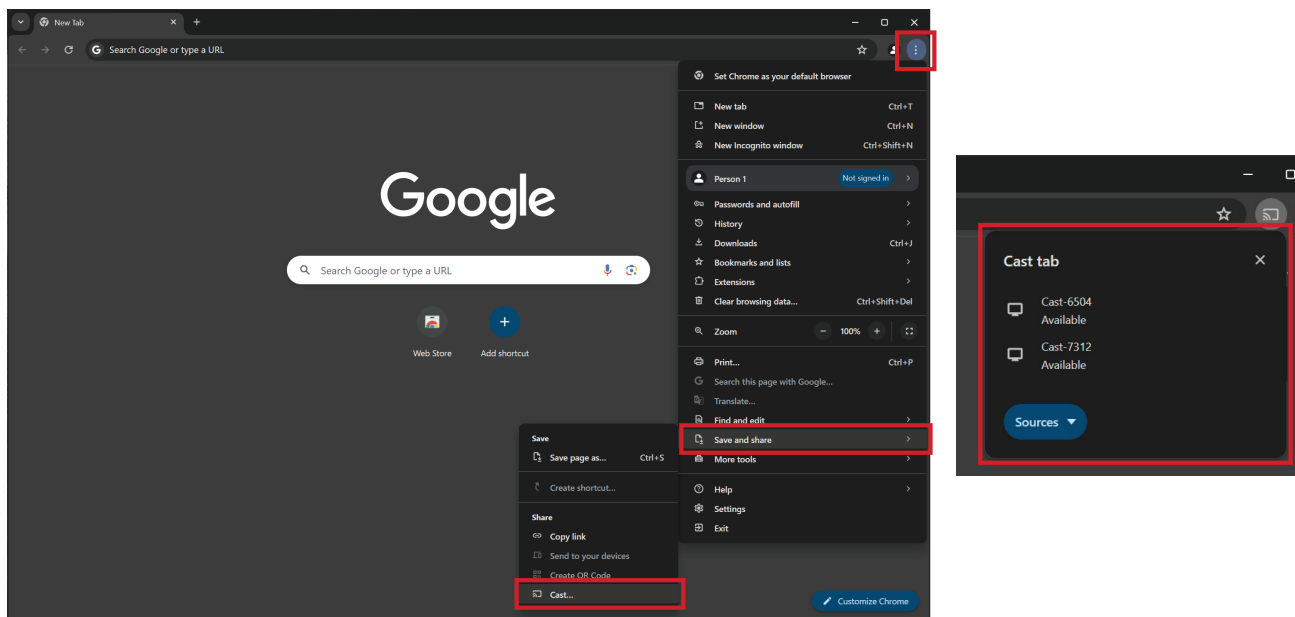 New Tab
G Search Google or type a URL
Set Chrome as your default browser
New tab Ctrl+T
New window Ctrl+N
New Incognito window Ctrl+Shift+N
Person 1 Not signed in
Passwords and autofill
History
Downloads Ctrl+J
Bookmarks and lists
Extensions
Clear browsing data... Ctrl+Shift+Del
Zoom − 100% +
Print... Ctrl+P
G Search this page with Google...
Translate...
Find and edit
Save and share
More tools
Help
Settings
Exit
Google
Search Google or type a URL
Web Store Add shortcut
Save
Save page as... Ctrl+S
Create shortcut...
Share
Copy link
Send to your devices
Create QR Code
Cast...
Customize Chrome
Cast tab
Cast-6504
Available
Cast-7312
Available
Sources